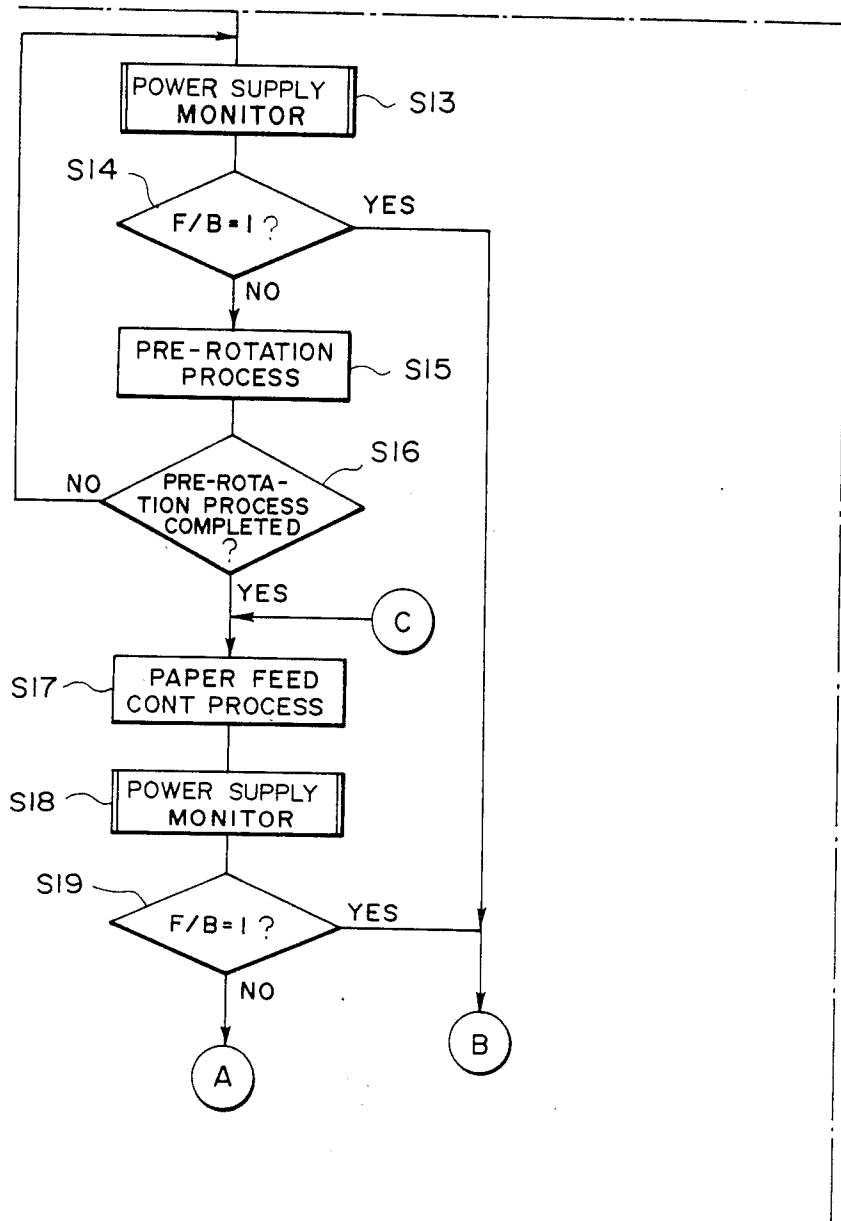 POWER SUPPLY
MONITOR
S13
S14
F/B=1?
YES
NO
PRE-ROTATION
PROCESS
S15
S16
NO
PRE-ROTA-
TION PROCESS
COMPLETED
?
YES
C
S17
PAPER FEED
CONT PROCESS
S18
POWER SUPPLY
MONITOR
S19
F/B=1?
YES
NO
A
B